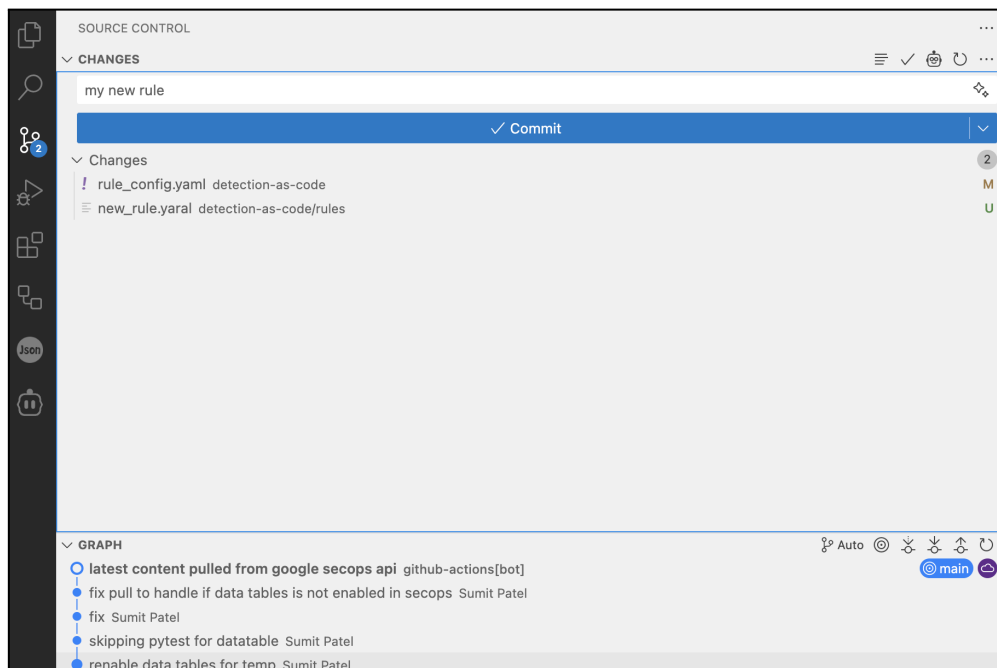 SOURCE CONTROL
CHANGES
my new rule
Commit
2
Changes 2
! rule_config.yaml detection-as-code M
new_rule.yaral detection-as-code/rules U
Json
GRAPH Auto
latest content pulled from google secops api github-actions[bot] main
fix pull to handle if data tables is not enabled in secops Sumit Patel
fix Sumit Patel
skipping pytest for datatable Sumit Patel
renable data tables for temp Sumit Patel